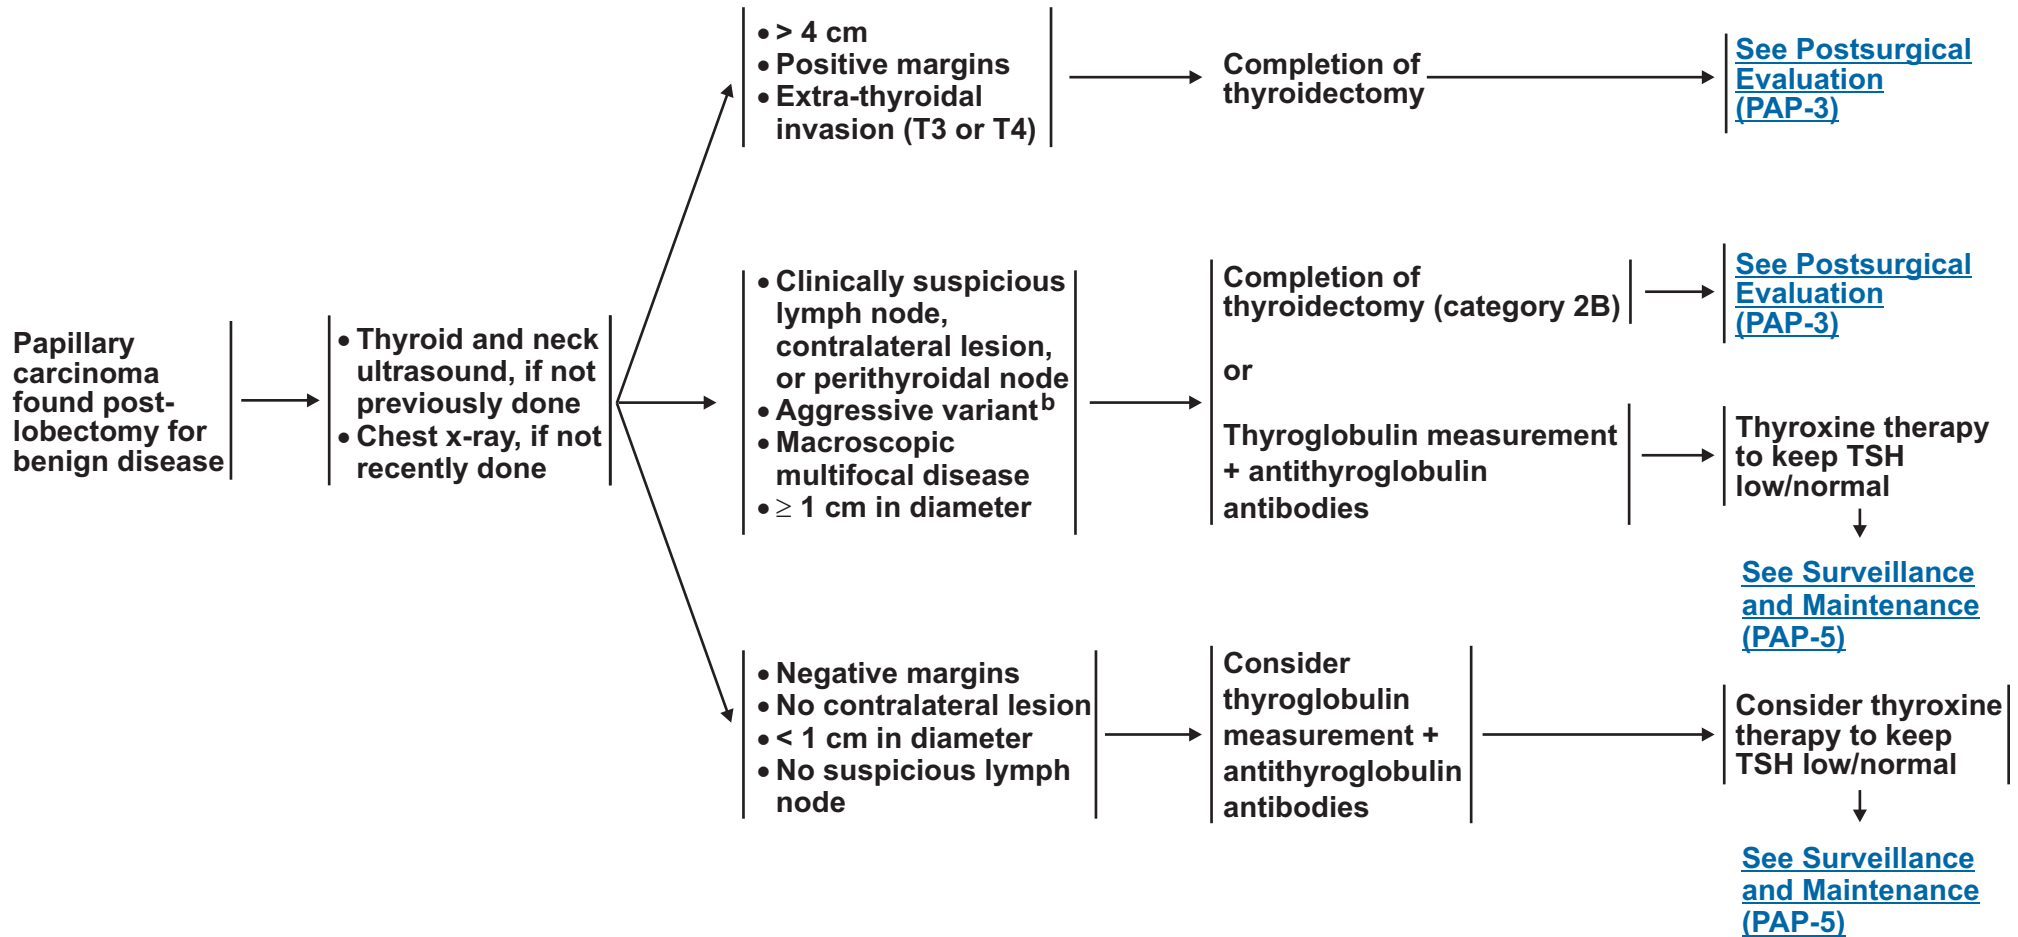 Papillary
carcinoma
found post-
lobectomy for
benign disease
• Thyroid and neck
ultrasound, if not
previously done
• Chest x-ray, if not
recently done
• > 4 cm
• Positive margins
• Extra-thyroidal
invasion (T3 or T4)
Completion of
thyroidectomy
See Postsurgical
Evaluation
(PAP-3)
• Clinically suspicious
lymph node,
contralateral lesion,
or perithyroidal node
• Aggressive variantᵇ
• Macroscopic
multifocal disease
• ≥ 1 cm in diameter
Completion of
thyroidectomy (category 2B)
See Postsurgical
Evaluation
(PAP-3)
or
Thyroglobulin measurement
+ antithyroglobulin
antibodies
Thyroxine therapy
to keep TSH
low/normal
See Surveillance
and Maintenance
(PAP-5)
• Negative margins
• No contralateral lesion
• < 1 cm in diameter
• No suspicious lymph
node
Consider
thyroglobulin
measurement +
antithyroglobulin
antibodies
Consider thyroxine
therapy to keep
TSH low/normal
See Surveillance
and Maintenance
(PAP-5)